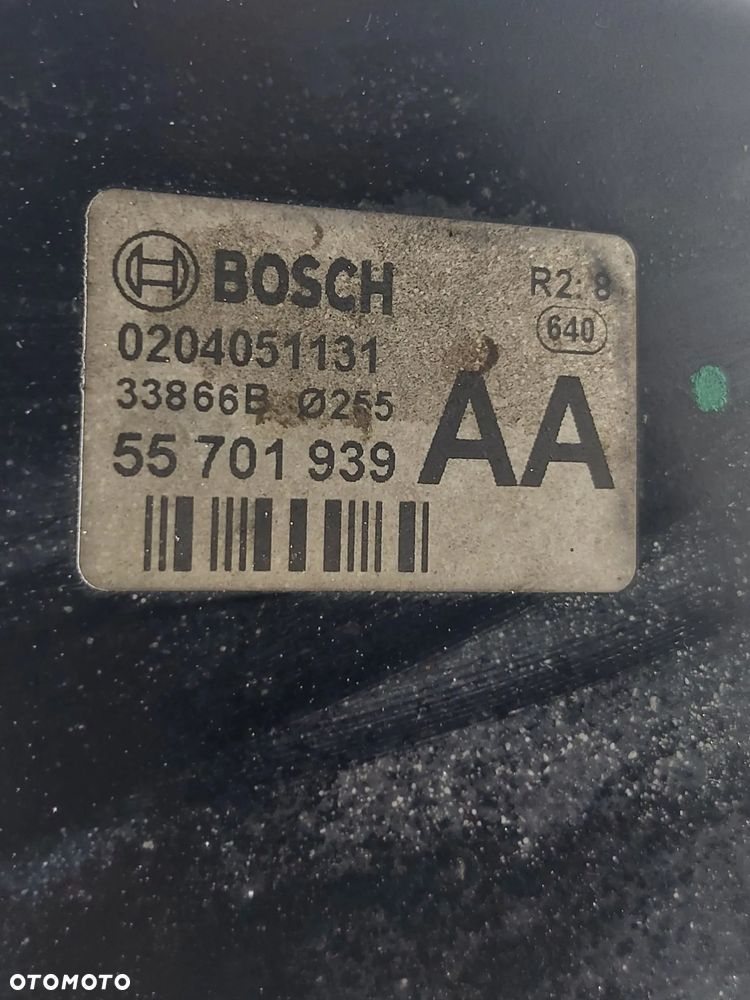 BOSCH R2: 8
0204051131 640
33866B Ø255
55 701 939 AA
OTOMOTO